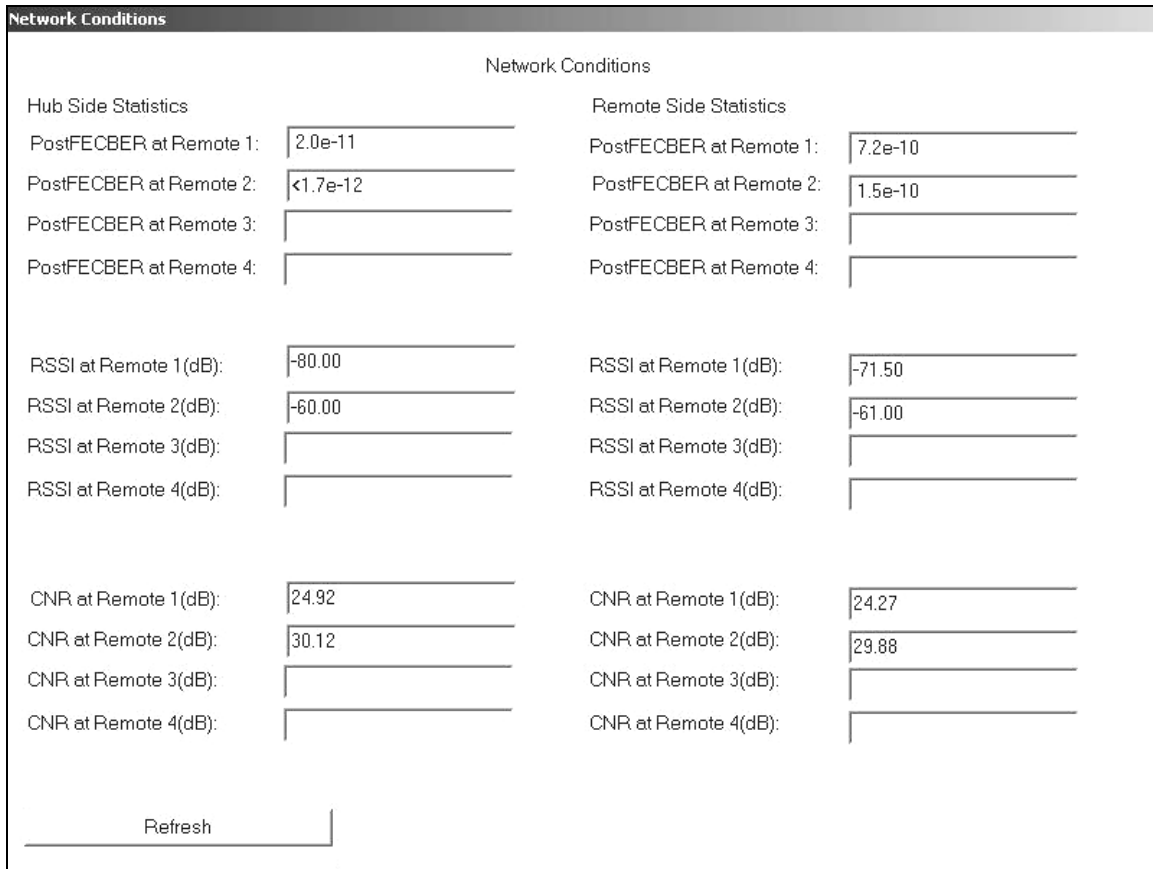 Network Conditions
Network Conditions
Hub Side Statistics
PostFECBER at Remote 1: 2.0e-11
PostFECBER at Remote 2: <1.7e-12
PostFECBER at Remote 3:
PostFECBER at Remote 4:
RSSI at Remote 1(dB): -80.00
RSSI at Remote 2(dB): -60.00
RSSI at Remote 3(dB):
RSSI at Remote 4(dB):
CNR at Remote 1(dB): 24.92
CNR at Remote 2(dB): 30.12
CNR at Remote 3(dB):
CNR at Remote 4(dB):
Remote Side Statistics
PostFECBER at Remote 1: 7.2e-10
PostFECBER at Remote 2: 1.5e-10
PostFECBER at Remote 3:
PostFECBER at Remote 4:
RSSI at Remote 1(dB): -71.50
RSSI at Remote 2(dB): -61.00
RSSI at Remote 3(dB):
RSSI at Remote 4(dB):
CNR at Remote 1(dB): 24.27
CNR at Remote 2(dB): 29.88
CNR at Remote 3(dB):
CNR at Remote 4(dB):
Refresh